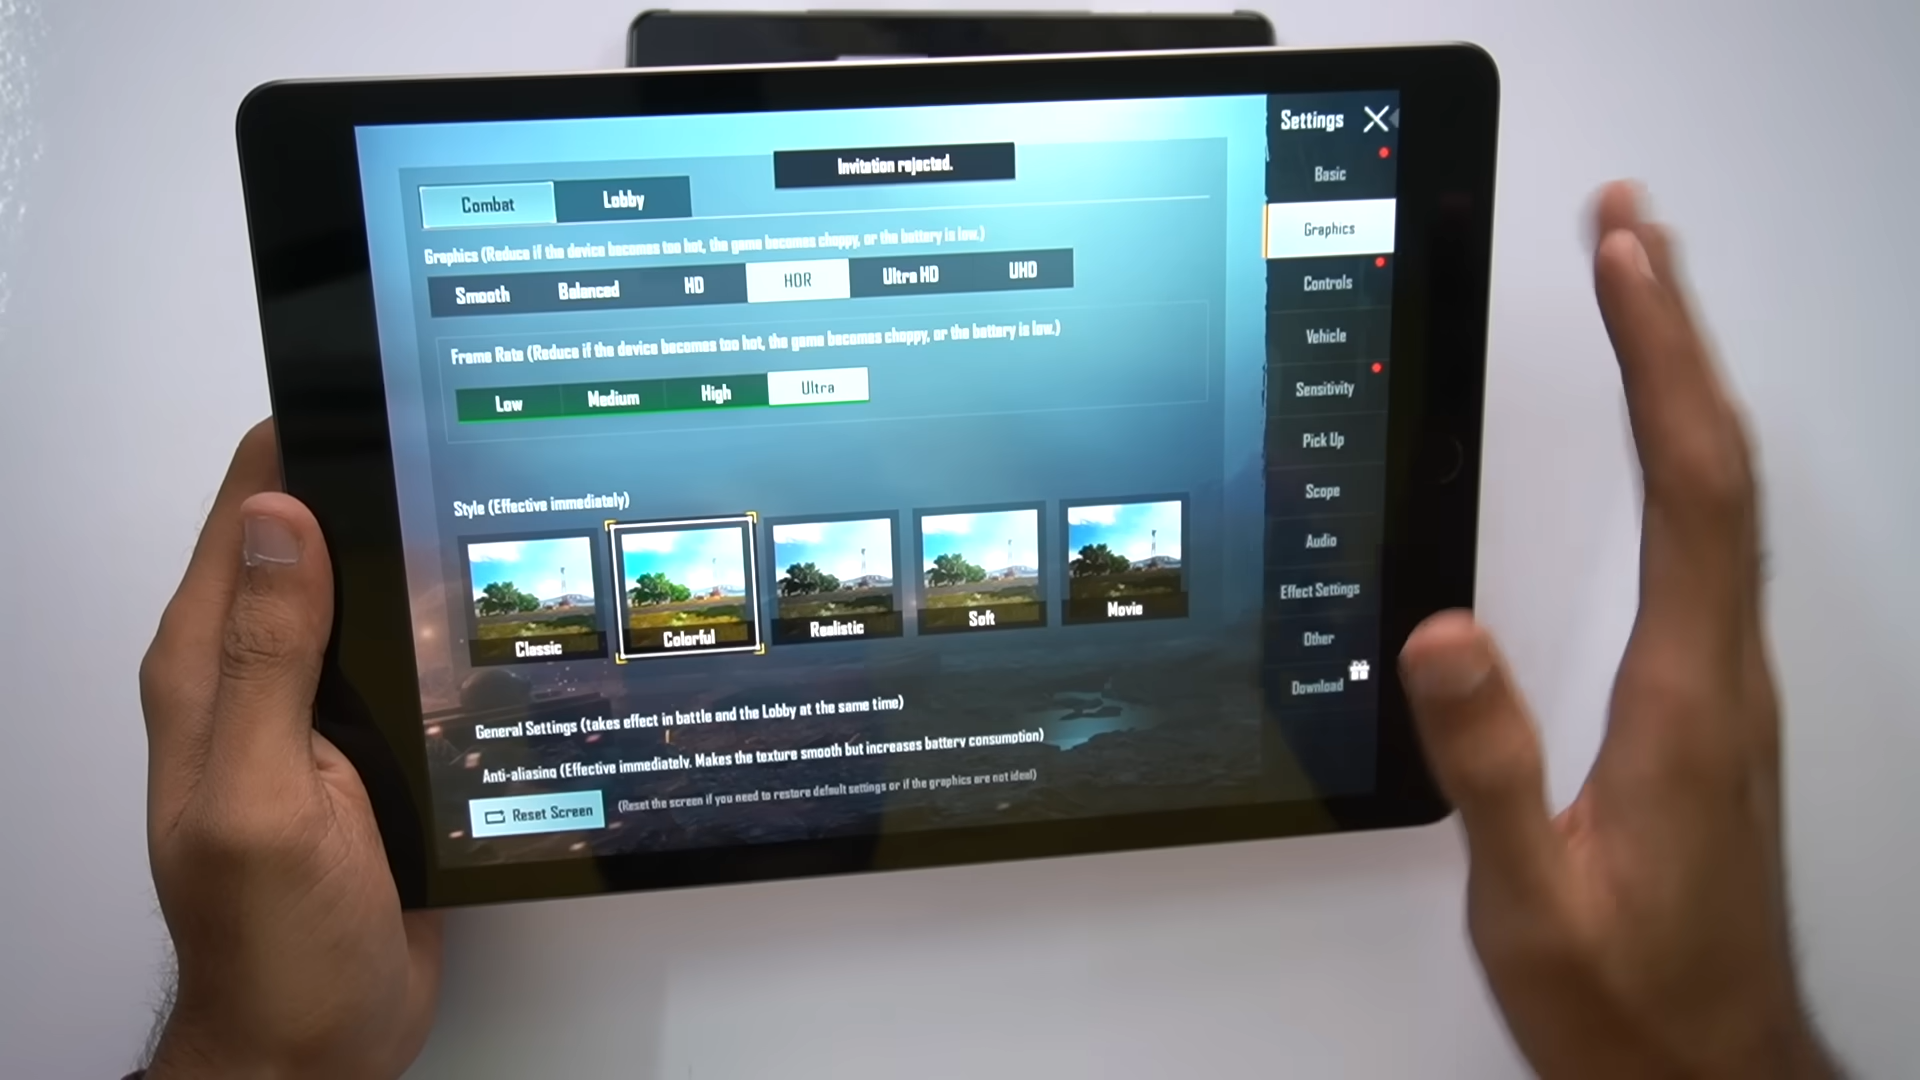 Settings
Invitation rejected.
Combat
Lobby
Graphics (Reduce if the device becomes too hot, the game becomes choppy, or the battery is low.)
Smooth
Balanced
HD
HDR
Ultra HD
UHD
Frame Rate (Reduce if the device becomes too hot, the game becomes choppy, or the battery is low.)
Low
Medium
High
Ultra
Style (Effective immediately)
Classic
Colorful
Realistic
Soft
Movie
General Settings (takes effect in battle and the Lobby at the same time)
Anti-aliasing (Effective immediately. Makes the texture smooth but increases battery consumption)
Reset Screen
(Reset the screen if you need to restore default settings or if the graphics are not ideal)
Basic
Graphics
Controls
Vehicle
Sensitivity
Pick Up
Scope
Audio
Effect Settings
Other
Download